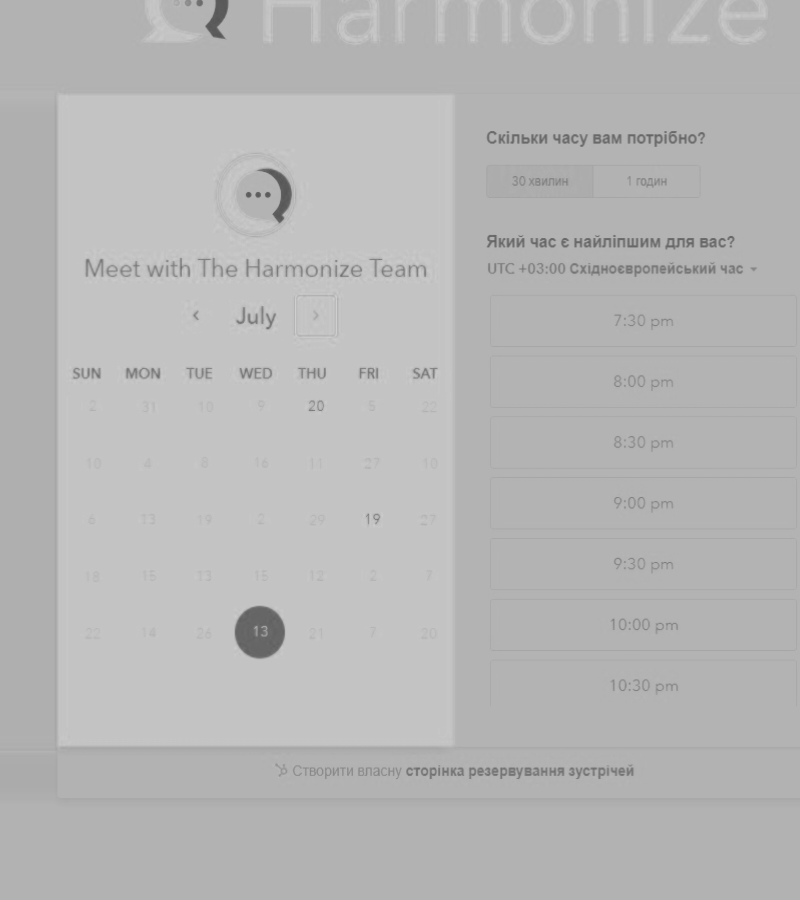 Harmonize
Meet with The Harmonize Team
July
SUN MON TUE WED THU FRI SAT
2 31 10 9 20 5 22
10 4 8 16 11 27 10
6 13 19 2 29 19 27
18 15 13 15 12 2 7
22 14 26 13 21 7 20
Скільки часу вам потрібно?
30 хвилин 1 годин
Який час є найліпшим для вас?
UTC +03:00 Східноєвропейський час
7:30 pm
8:00 pm
8:30 pm
9:00 pm
9:30 pm
10:00 pm
10:30 pm
Створити власну сторінка резервування зустрічей